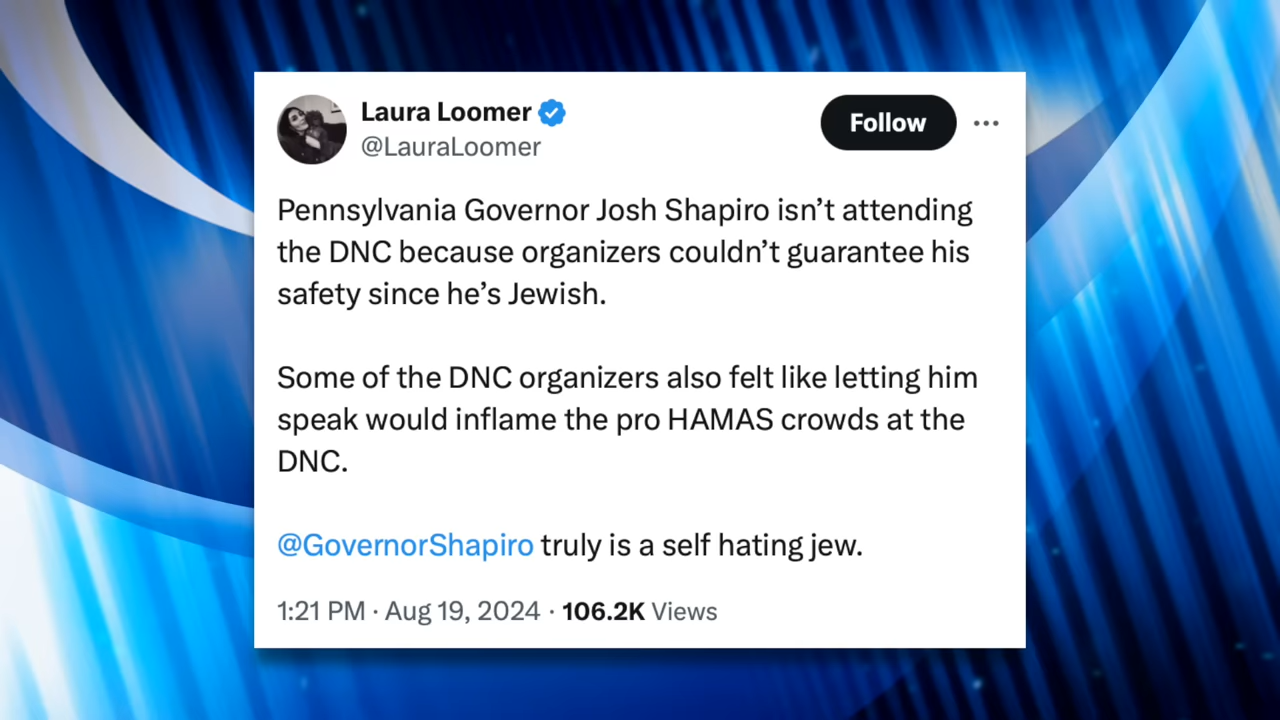 Laura Loomer
@LauraLoomer
Follow
Pennsylvania Governor Josh Shapiro isn’t attending
the DNC because organizers couldn’t guarantee his
safety since he’s Jewish.
Some of the DNC organizers also felt like letting him
speak would inflame the pro HAMAS crowds at the
DNC.
@GovernorShapiro truly is a self hating jew.
1:21 PM · Aug 19, 2024 · 106.2K Views